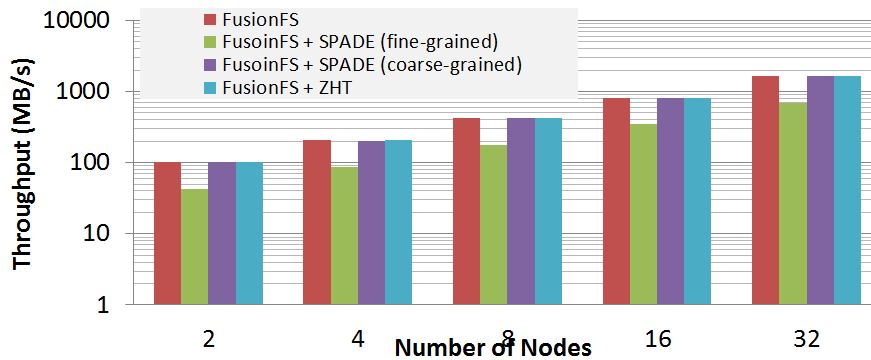 10000
1000
100
10
1
Throughput (MB/s)
FusionFS
FusoinFS + SPADE (fine-grained)
FusoinFS + SPADE (coarse-grained)
FusionFS + ZHT
2 4 8 16 32
Number of Nodes